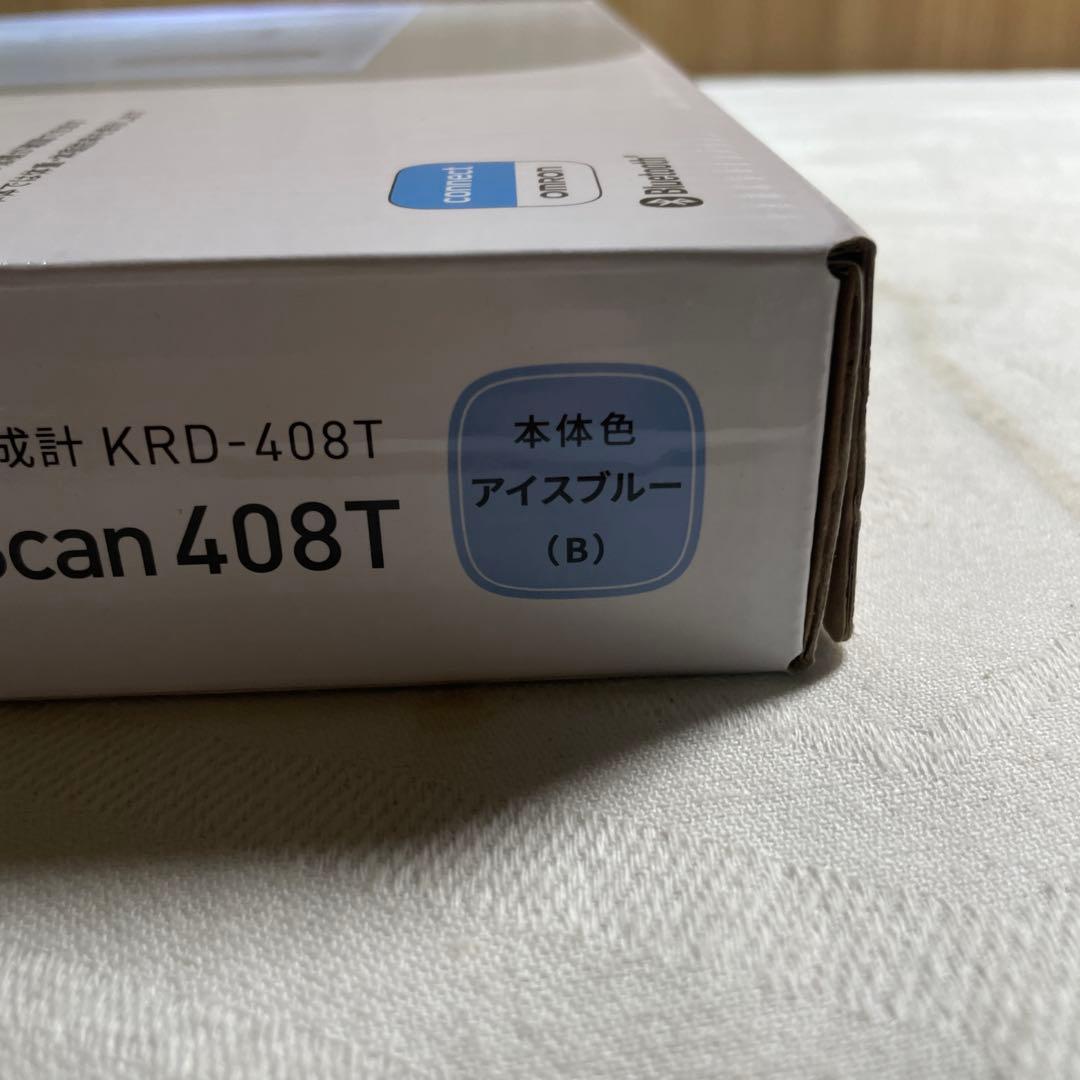 connect
OMRON
Bluetooth®
成計 KRD-408T
Scan 408T
本体色
アイスブルー
（B）